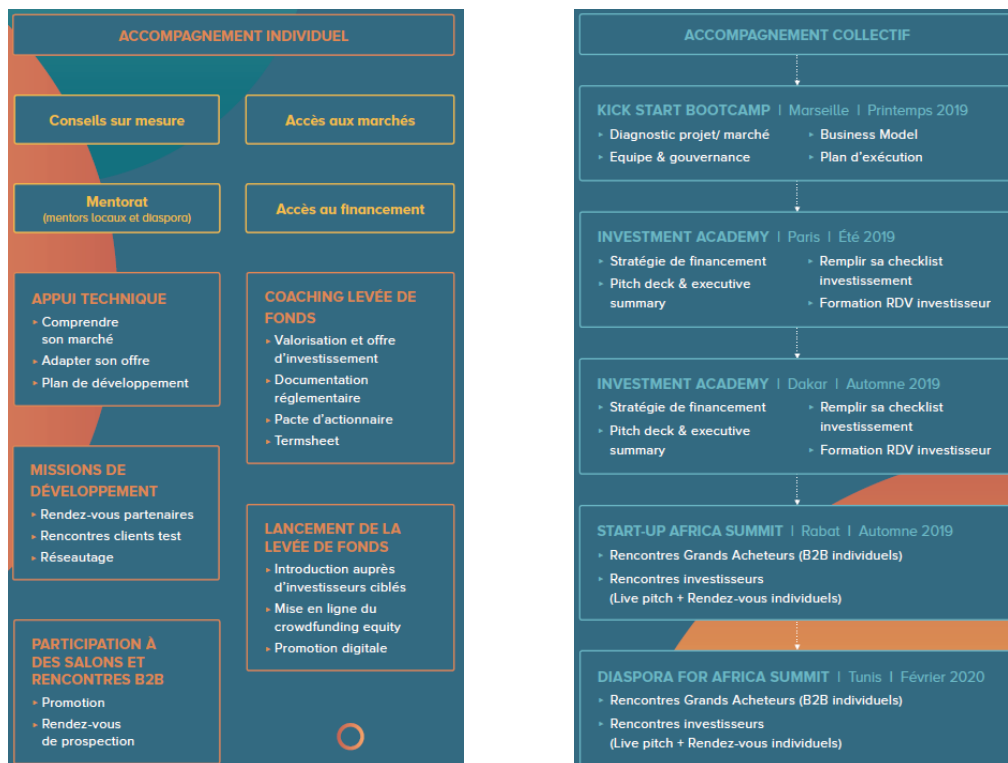 ACCOMPAGNEMENT INDIVIDUEL
Conseils sur mesure
Accès aux marchés
Mentorat
(mentors locaux et diaspora)
Accès au financement
APPUI TECHNIQUE
▸ Comprendre
son marché
▸ Adapter son offre
▸ Plan de développement
MISSIONS DE
DÉVELOPPEMENT
▸ Rendez-vous partenaires
▸ Rencontres clients test
▸ Réseautage
PARTICIPATION À
DES SALONS ET
RENCONTRES B2B
▸ Promotion
▸ Rendez-vous
de prospection
COACHING LEVÉE DE
FONDS
▸ Valorisation et offre
d'investissement
▸ Documentation
réglementaire
▸ Pacte d'actionnaire
▸ Termsheet
LANCEMENT DE LA
LEVÉE DE FONDS
▸ Introduction auprès
d'investisseurs ciblés
▸ Mise en ligne du
crowdfunding equity
▸ Promotion digitale
ACCOMPAGNEMENT COLLECTIF
KICK START BOOTCAMP | Marseille | Printemps 2019
▸ Diagnostic projet/ marché
▸ Equipe & gouvernance
▸ Business Model
▸ Plan d'exécution
INVESTMENT ACADEMY | Paris | Été 2019
▸ Stratégie de financement
▸ Pitch deck & executive
summary
▸ Remplir sa checklist
investissement
▸ Formation RDV investisseur
INVESTMENT ACADEMY | Dakar | Automne 2019
▸ Stratégie de financement
▸ Pitch deck & executive
summary
▸ Remplir sa checklist
investissement
▸ Formation RDV investisseur
START-UP AFRICA SUMMIT | Rabat | Automne 2019
▸ Rencontres Grands Acheteurs (B2B individuels)
▸ Rencontres investisseurs
(Live pitch + Rendez-vous individuels)
DIASPORA FOR AFRICA SUMMIT | Tunis | Février 2020
▸ Rencontres Grands Acheteurs (B2B individuels)
▸ Rencontres investisseurs
(Live pitch + Rendez-vous individuels)